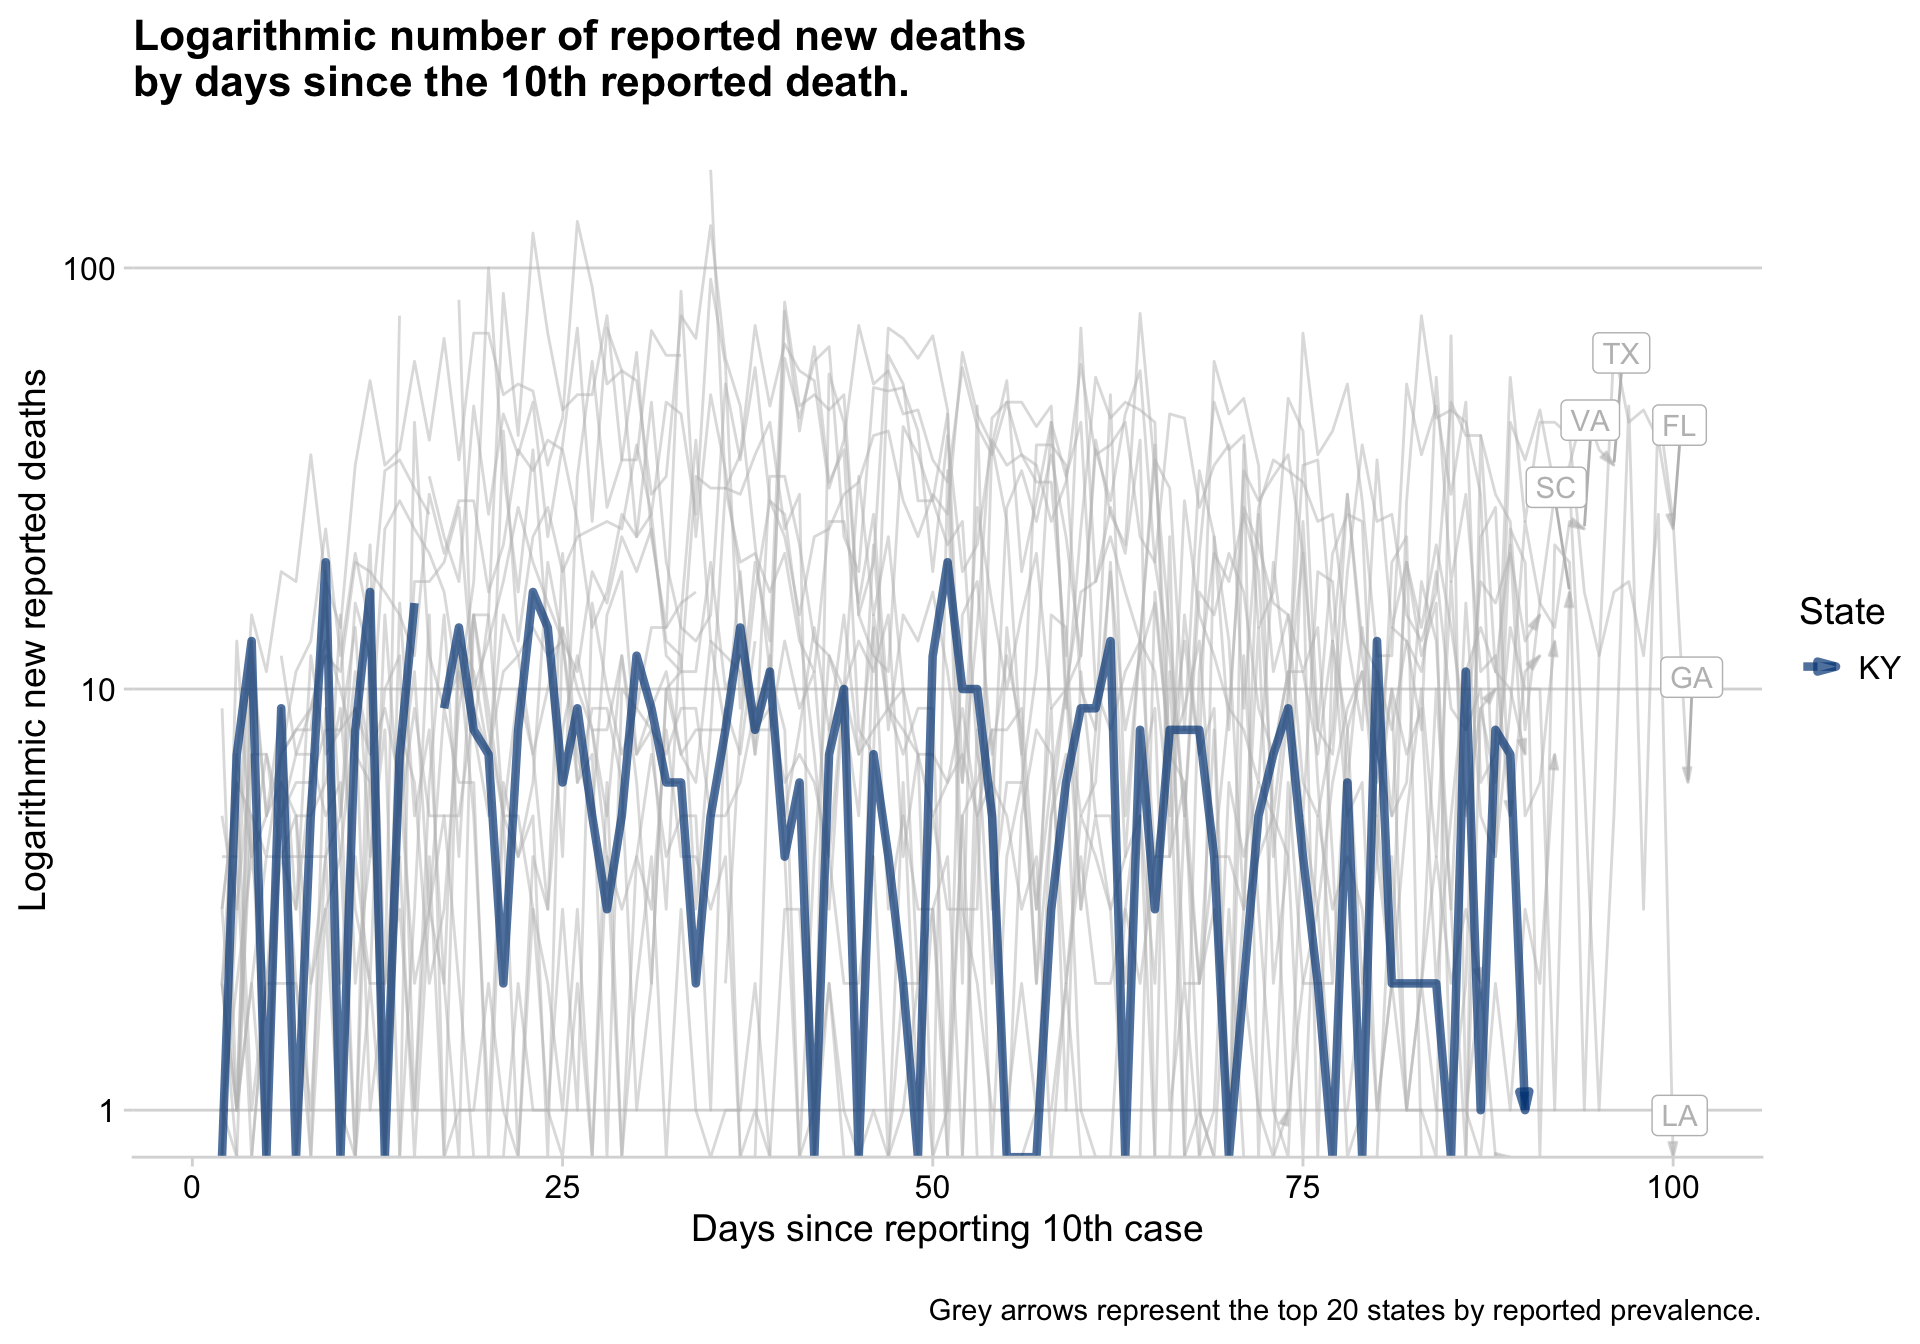 Logarithmic number of reported new deaths
by days since the 10th reported death.
Logarithmic new reported deaths
100
10
1
TX
VA
FL
SC
GA
LA
State
KY
0 25 50 75 100
Days since reporting 10th case
Grey arrows represent the top 20 states by reported prevalence.